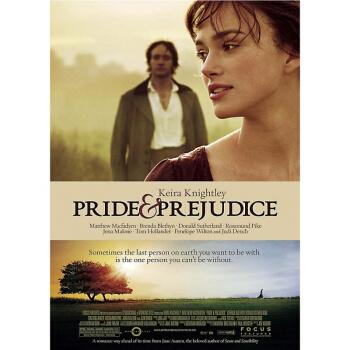 Keira Knightley
PRIDE & PREJUDICE
Matthew Macfadyen · Brenda Blethyn · Donald Sutherland · Rosamund Pike
Jena Malone · Tom Hollander · Penelope Wilton and Judi Dench
Sometimes the last person on earth you want to be with
is the one person you can't be without.
FOCUS
FEATURES
A romance way ahead of its time from Jane Austen, the beloved author of Sense and Sensibility